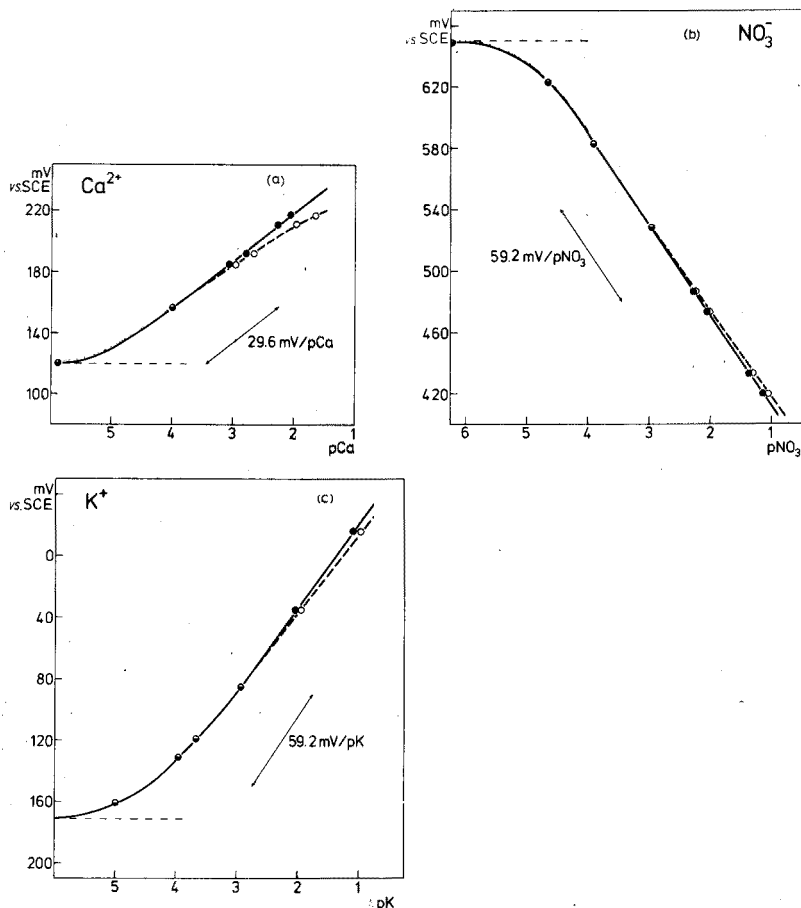 mV
vs SCE
Ca²⁺
(a)
220
180
140
100
29.6 mV/pCa
5 4 3 2 1
pCa
mV
vs SCE
(b)
NO₃⁻
620
580
540
500
460
420
59.2 mV/pNO₃
6 5 4 3 2 1
pNO₃
mV
vs. SCE
K⁺
(c)
0
40
80
120
160
200
59.2 mV/pK
5 4 3 2 1
pK